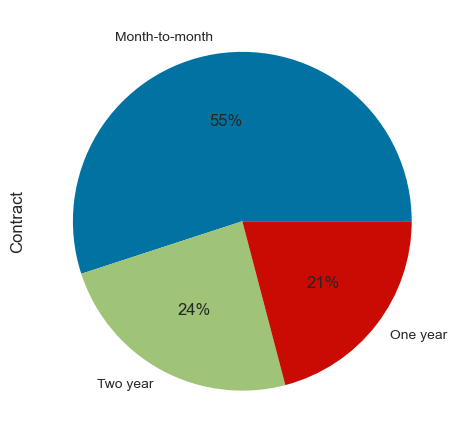 Month-to-month
55%
Contract
21%
24%
One year
Two year